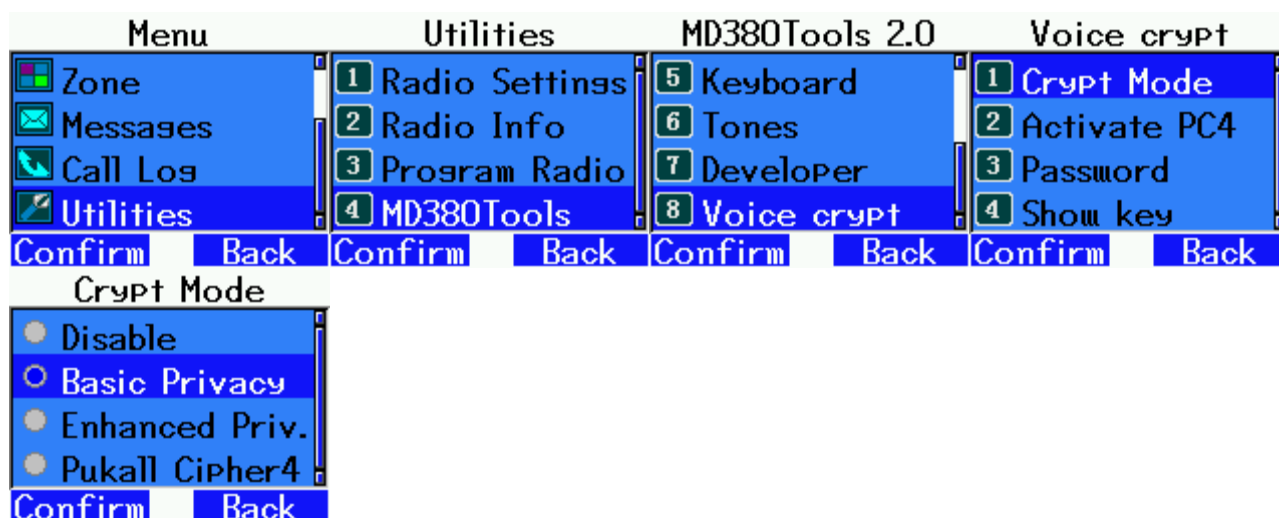 Menu
Zone
Messages
Call Log
Utilities
Confirm Back
Utilities
1 Radio Settings
2 Radio Info
3 Program Radio
4 MD380Tools
Confirm Back
MD380Tools 2.0
5 Keyboard
6 Tones
7 Developer
8 Voice crypt
Confirm Back
Voice crypt
1 Crypt Mode
2 Activate PC4
3 Password
4 Show key
Confirm Back
Crypt Mode
Disable
Basic Privacy
Enhanced Priv.
Pukall Cipher4
Confirm Back